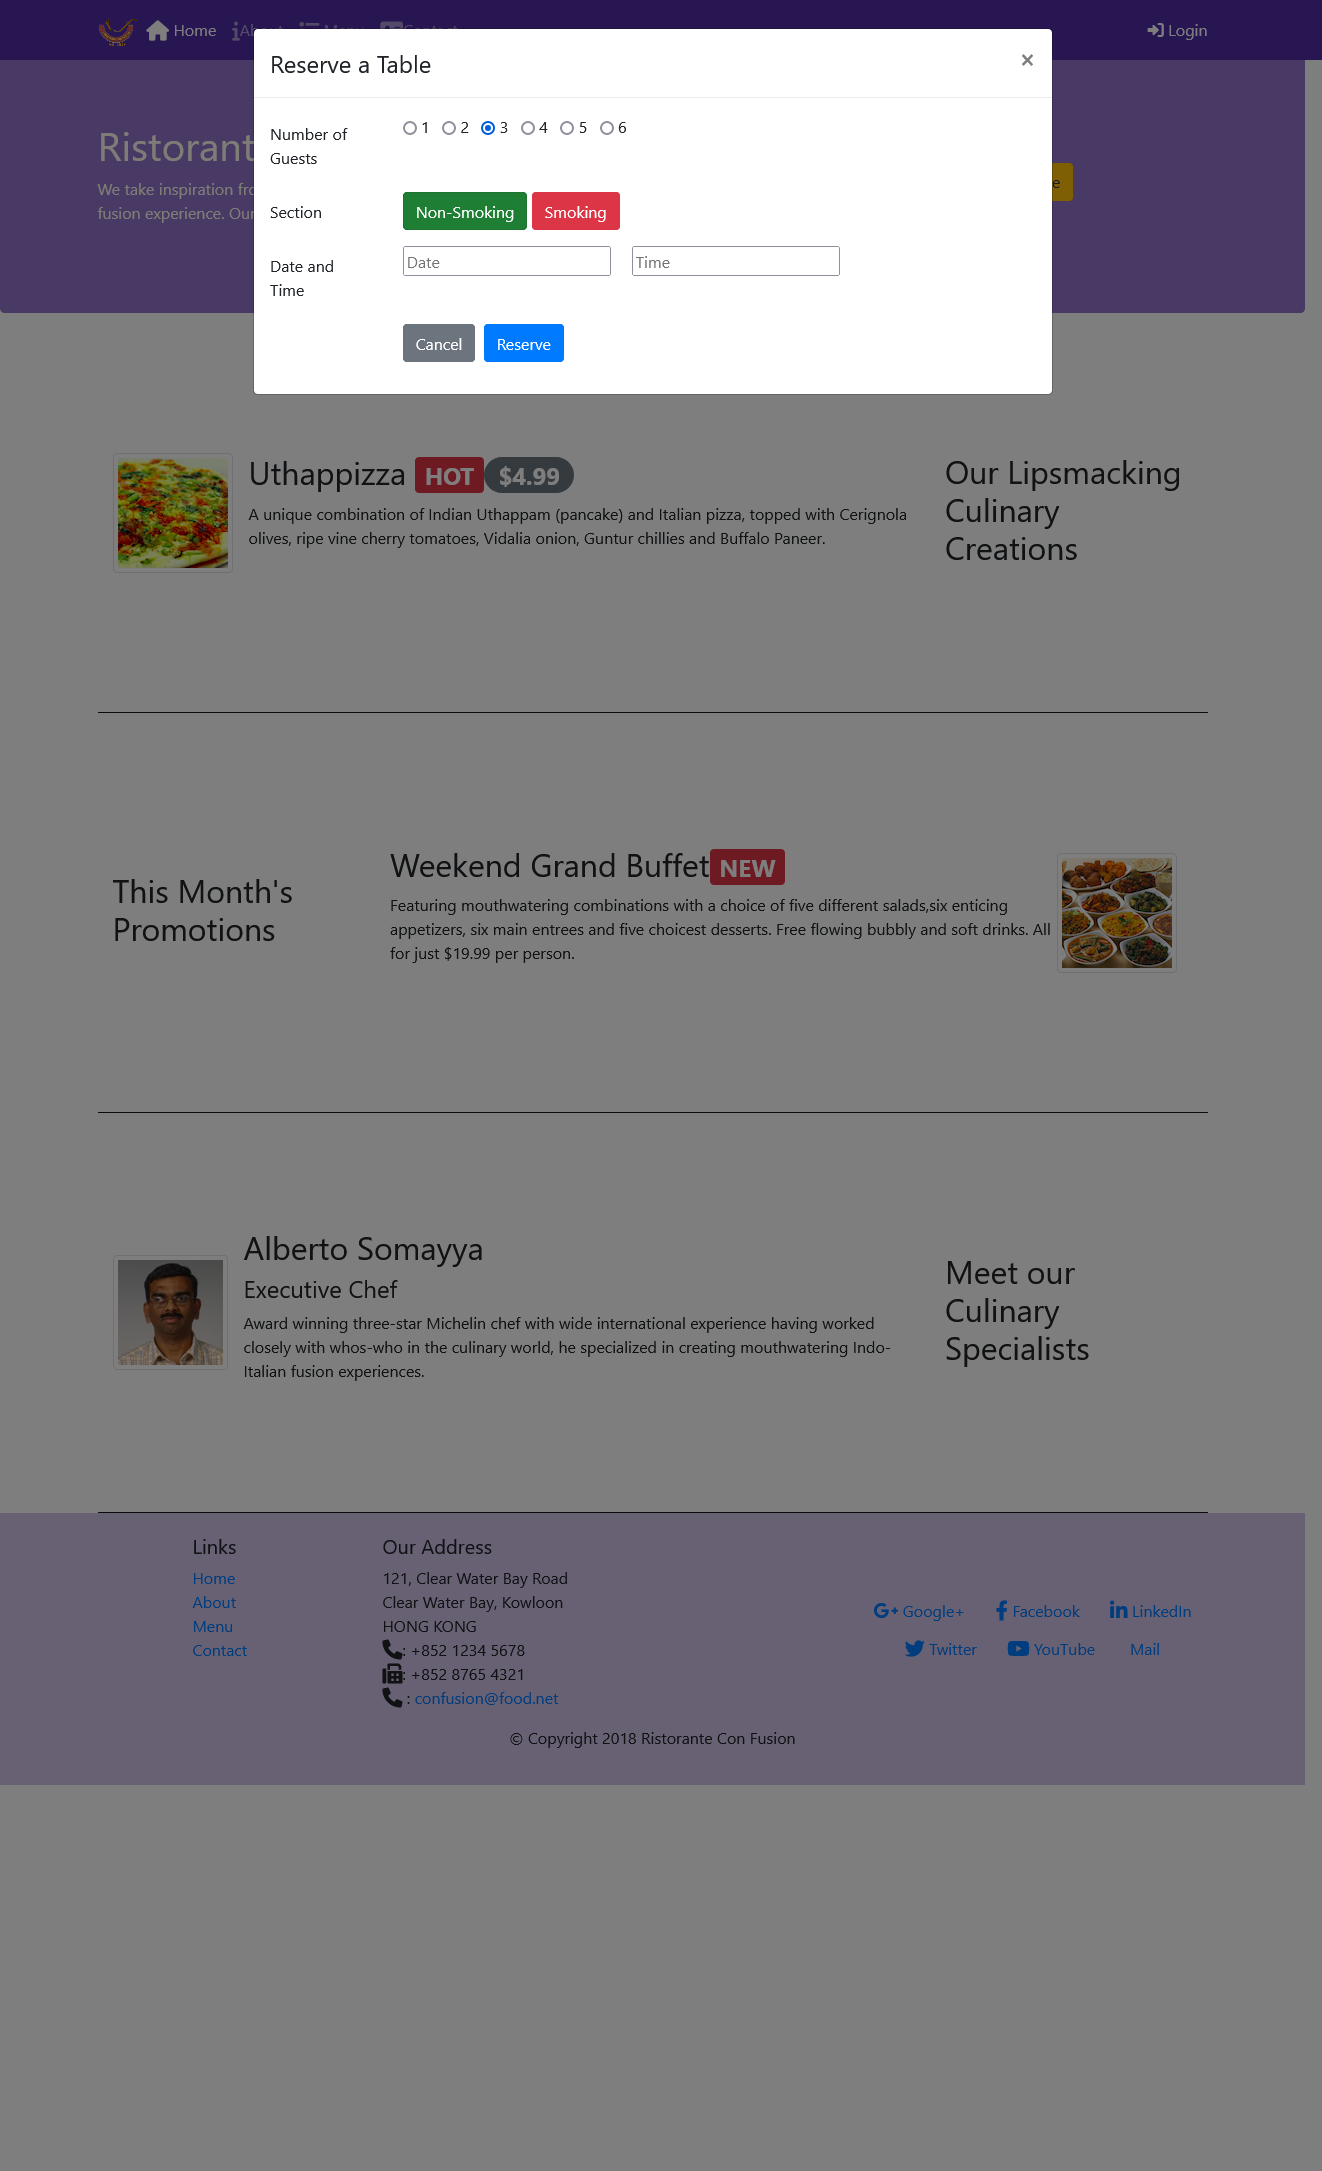 Home
Login
Reserve a Table
×
Number of
Guests
1 2 3 4 5 6
Section
Non-Smoking Smoking
Date and
Time
Date Time
Cancel Reserve
Ristorant
We take inspiration
fusion experience. Our
Uthappizza HOT $4.99
A unique combination of Indian Uthappam (pancake) and Italian pizza, topped with Cerignola
olives, ripe vine cherry tomatoes, Vidalia onion, Guntur chillies and Buffalo Paneer.
Our Lipsmacking
Culinary
Creations
This Month's
Promotions
Weekend Grand Buffet NEW
Featuring mouthwatering combinations with a choice of five different salads,six enticing
appetizers, six main entrees and five choicest desserts. Free flowing bubbly and soft drinks. All
for just $19.99 per person.
Alberto Somayya
Executive Chef
Award winning three-star Michelin chef with wide international experience having worked
closely with whos-who in the culinary world, he specialized in creating mouthwatering Indo-
Italian fusion experiences.
Meet our
Culinary
Specialists
Links
Home
About
Menu
Contact
Our Address
121, Clear Water Bay Road
Clear Water Bay, Kowloon
HONG KONG
: +852 1234 5678
: +852 8765 4321
: confusion@food.net
Google+ Facebook LinkedIn
Twitter YouTube Mail
© Copyright 2018 Ristorante Con Fusion